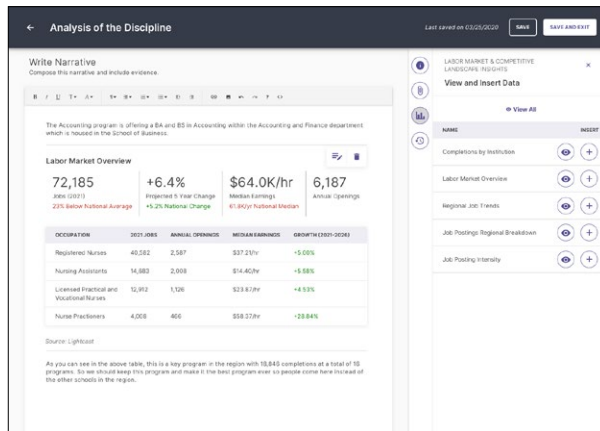 ← Analysis of the Discipline
Last saved on 03/25/2020
SAVE
SAVE AND EXIT
Write Narrative
Compose this narrative and include evidence.
The Accounting program is offering a BA and BS in Accounting within the Accounting and Finance department
which is housed in the School of Business.
Labor Market Overview
72,185
Jobs (2021)
23% Below National Average
+6.4%
Projected 5 Year Change
+5.2% National Change
$64.0K/hr
Median Earnings
61.9K/yr National Median
6,187
Annual Openings
OCCUPATION 2021 JOBS ANNUAL OPENINGS MEDIAN EARNINGS GROWTH (2021-2026)
Registered Nurses 40,582 2,587 $37.21/hr +5.00%
Nursing Assistants 14,883 2,008 $14.40/hr +5.58%
Licensed Practical and
Vocational Nurses 12,912 1,126 $23.67/hr +4.53%
Nurse Practioners 4,008 466 $58.37/hr +28.84%
Source: Lightcast
As you can see in the above table, this is a key program in the region with 18,848 completions at a total of 16
programs. So we should keep this program and make it the best program ever so people come here instead of
the other schools in the region.
LABOR MARKET & COMPETITIVE
LANDSCAPE INSIGHTS
View and Insert Data
View All
NAME INSERT
Completions by Institution
Labor Market Overview
Regional Job Trends
Job Postings Regional Breakdown
Job Posting Intensity